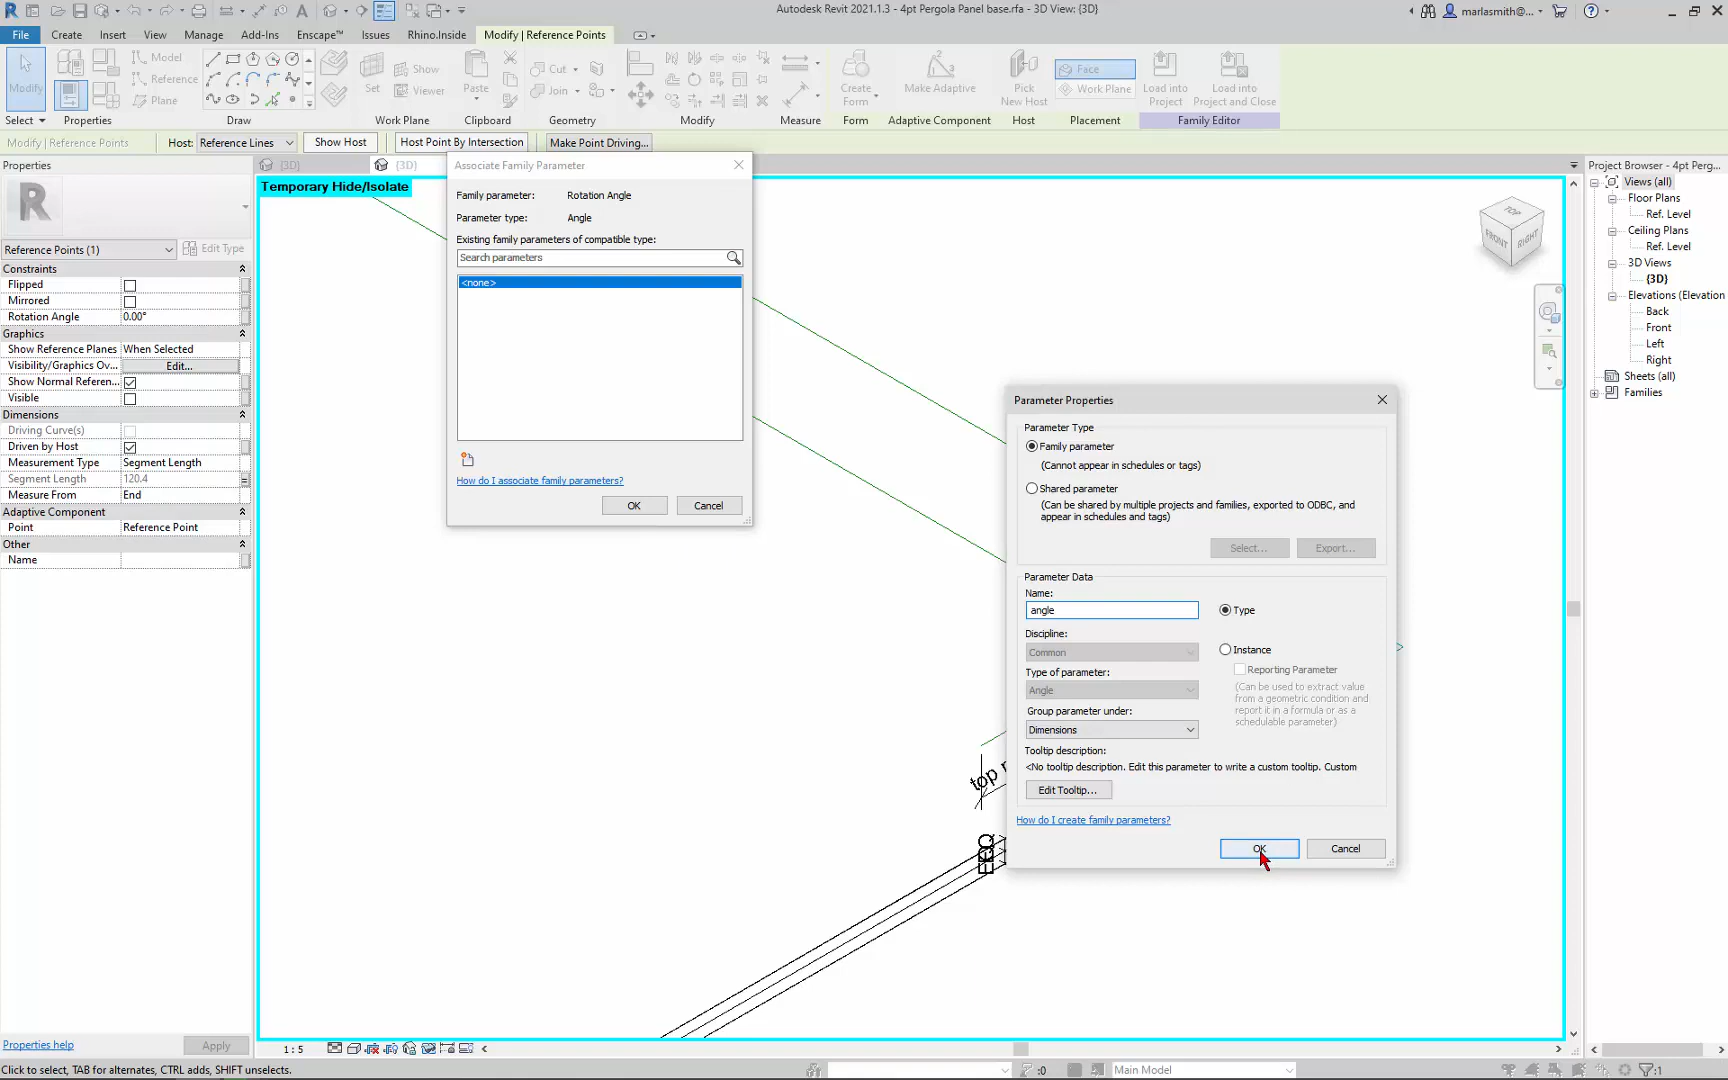 Autodesk Revit 2021.1.3 - 4pt Pergola Panel base.rfa - 3D View: {3D}
marlasmith@...
File Create Insert View Manage Add-Ins Enscape™ Issues Rhino.Inside Modify | Reference Points
Modify
Select
Properties
Model
Reference
Plane
Draw
Set
Show
Viewer
Work Plane
Paste
Clipboard
Cut
Join
Geometry
Modify
Measure
Create Form
Form
Make Adaptive
Adaptive Component
Pick New Host
Host
Face
Work Plane
Placement
Load into Project
Load into Project and Close
Family Editor
Modify | Reference Points
Host: Reference Lines
Show Host
Host Point By Intersection
Make Point Driving...
Properties
R
Reference Points (1)
Edit Type
Constraints
Flipped
Mirrored
Rotation Angle 0.00°
Graphics
Show Reference Planes When Selected
Visibility/Graphics Ov... Edit...
Show Normal Referen...
Visible
Dimensions
Driving Curve(s)
Driven by Host
Measurement Type Segment Length
Segment Length 120.4
Measure From End
Adaptive Component
Point Reference Point
Other
Name
Properties help
Apply
{3D}
{3D}
Temporary Hide/Isolate
Associate Family Parameter
Family parameter: Rotation Angle
Parameter type: Angle
Existing family parameters of compatible type:
Search parameters
<none>
How do I associate family parameters?
OK Cancel
Parameter Properties
Parameter Type
Family parameter
(Cannot appear in schedules or tags)
Shared parameter
(Can be shared by multiple projects and families, exported to ODBC, and
appear in schedules and tags)
Select... Export...
Parameter Data
Name:
angle
Type
Discipline:
Common
Instance
Reporting Parameter
Type of parameter:
Angle
(Can be used to extract value
from a geometric condition and
report it in a formula or as a
schedulable parameter)
Group parameter under:
Dimensions
Tooltip description:
<No tooltip description. Edit this parameter to write a custom tooltip. Custom
Edit Tooltip...
How do I create family parameters?
OK Cancel
top
TOP
FRONT
RIGHT
Project Browser - 4pt Perg...
Views (all)
Floor Plans
Ref. Level
Ceiling Plans
Ref. Level
3D Views
{3D}
Elevations (Elevation
Back
Front
Left
Right
Sheets (all)
Families
1 : 5
Click to select, TAB for alternates, CTRL adds, SHIFT unselects.
:0
Main Model
:1